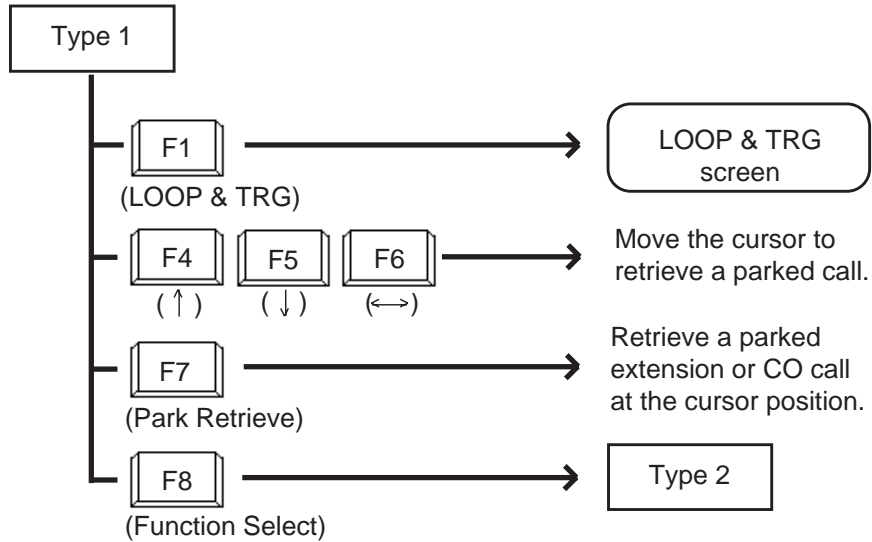 Type 1
F1
(LOOP & TRG)
LOOP & TRG
screen
F4 F5 F6
(↑) (↓) (↔)
Move the cursor to
retrieve a parked call.
F7
(Park Retrieve)
Retrieve a parked
extension or CO call
at the cursor position.
F8
(Function Select)
Type 2